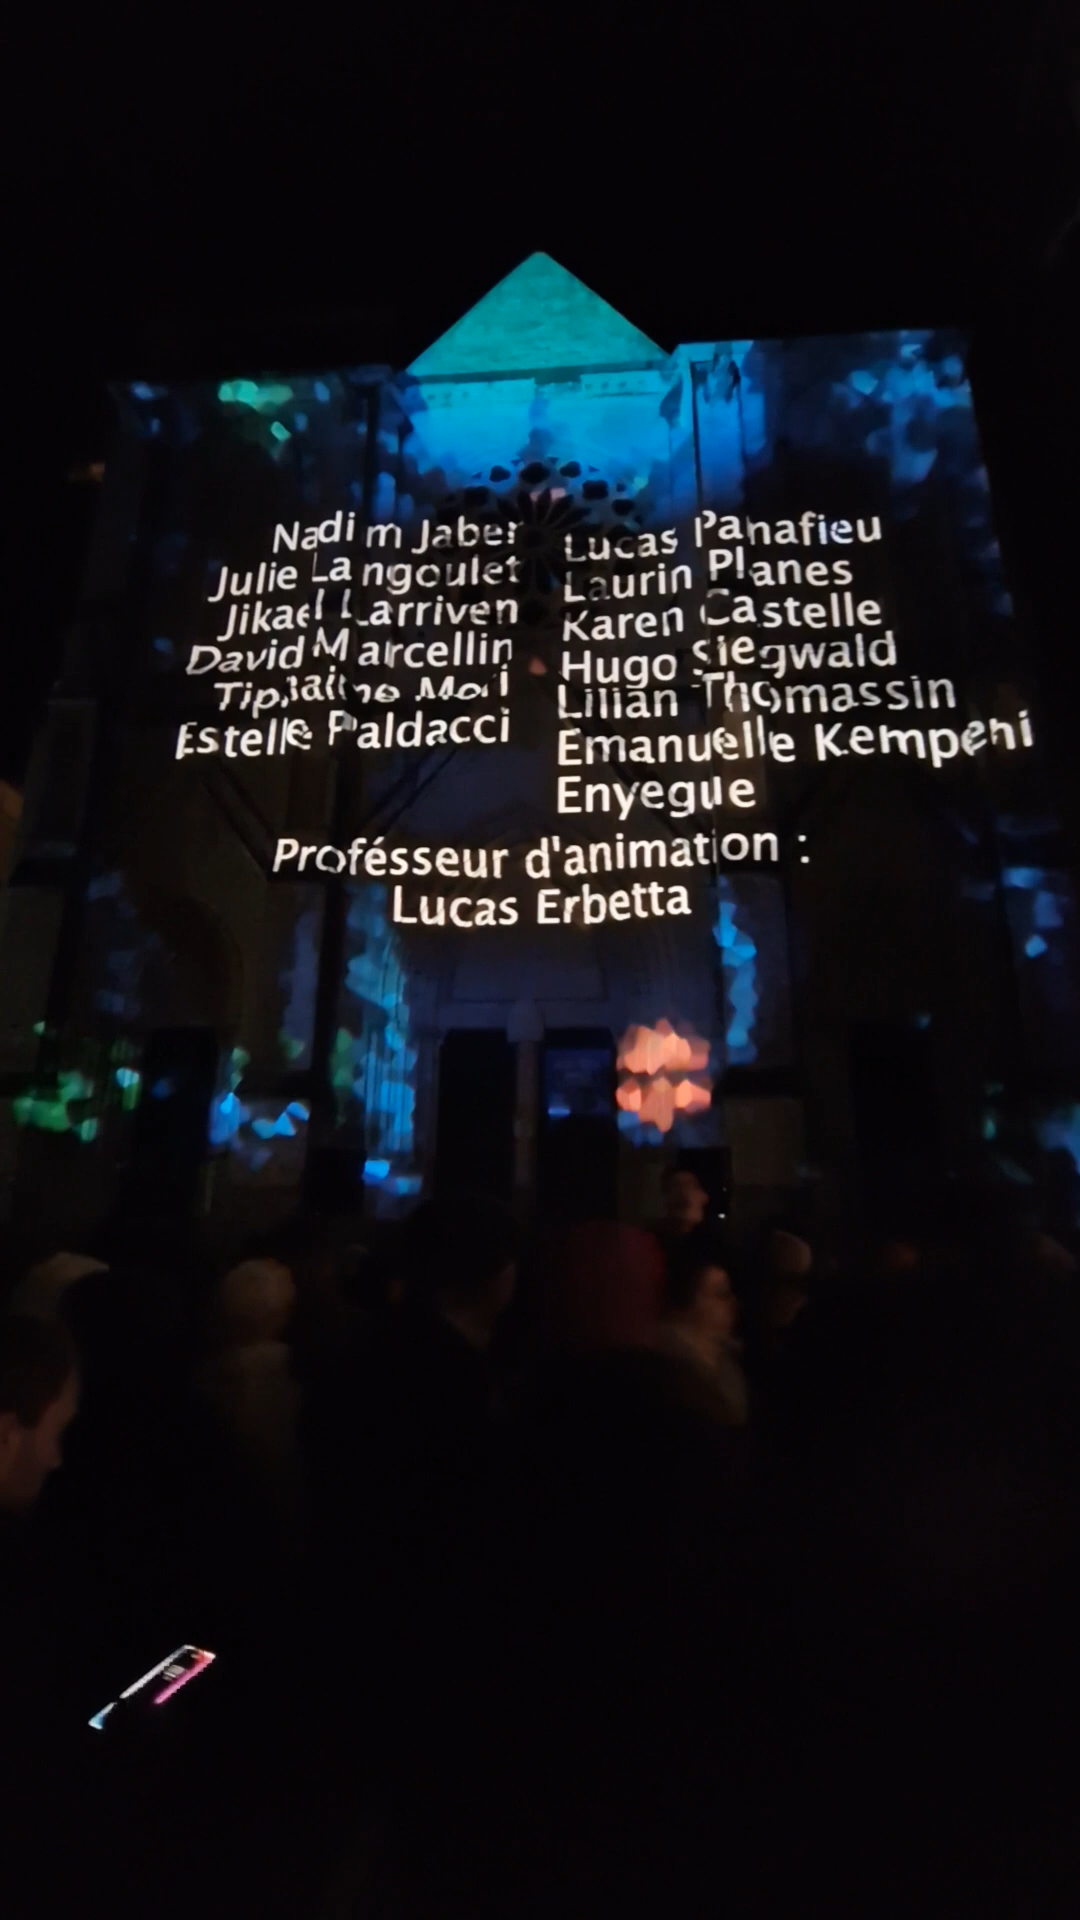 Nadim Jaber
Julie Langoulet
Jikael Larriven
David Marcellin
Estelle Paldacci
Lucas Panafieu
Laurin Planes
Karen Castelle
Hugo Siegwald
Lilian Thomassin
Emanuelle Kempehi
Enyegue
ProFésseur d'animation :
Lucas Erbetta